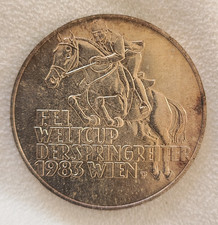 FEI
WELTCUP
DER SPRINGREITER
1983 WIEN